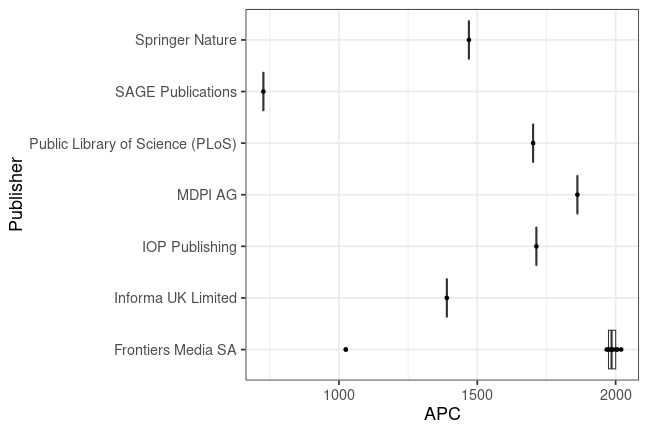 Publisher
Springer Nature
SAGE Publications
Public Library of Science (PLoS)
MDPI AG
IOP Publishing
Informa UK Limited
Frontiers Media SA
1000 1500 2000
APC